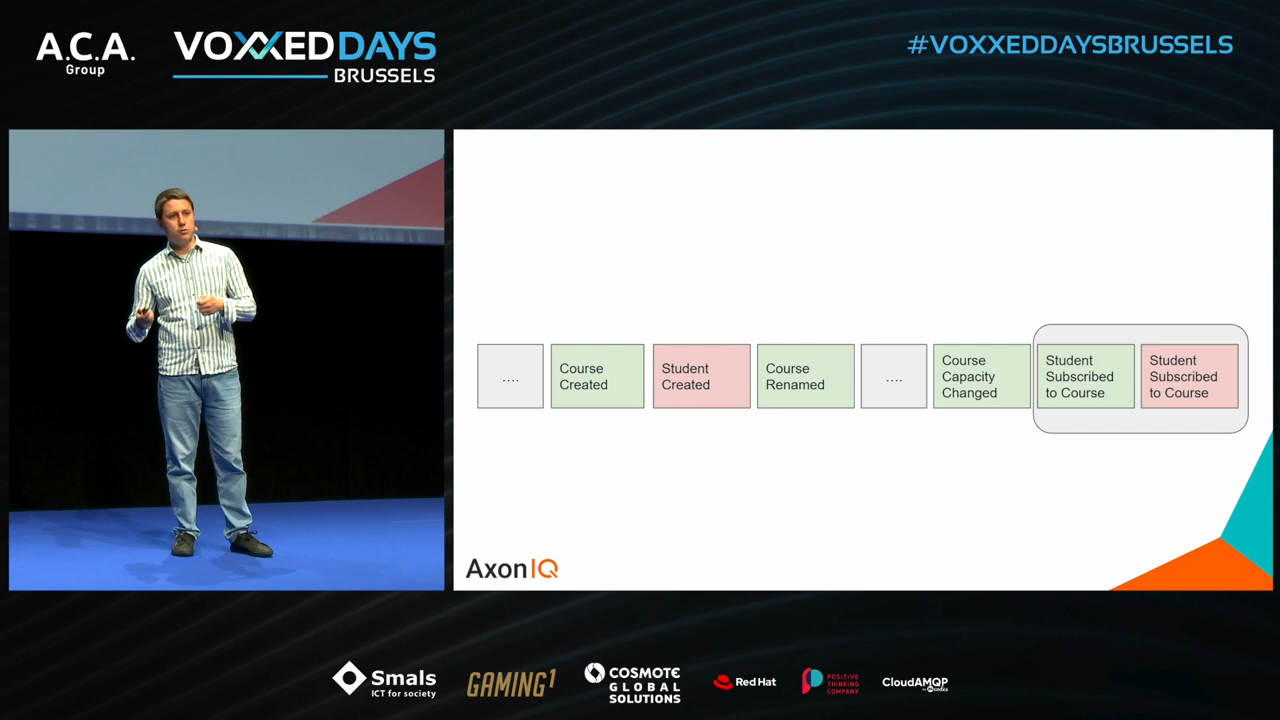 A.C.A.
Group
VOXXEDDAYS
BRUSSELS
#VOXXEDDAYSBRUSSELS
....
Course
Created
Student
Created
Course
Renamed
....
Course
Capacity
Changed
Student
Subscribed
to Course
Student
Subscribed
to Course
AxonIQ
Smals
ICT for society
GAMING1
COSMOTE
GLOBAL
SOLUTIONS
Red Hat
POSITIVE
THINKING
COMPANY
CloudAMQP